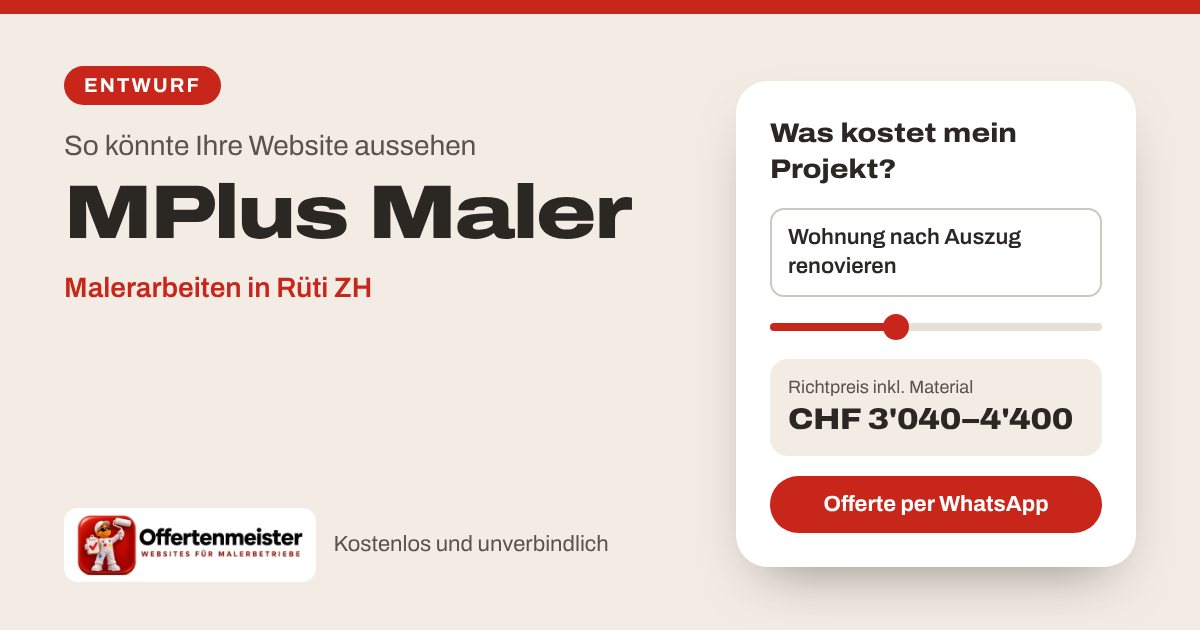 ENTWURF
So könnte Ihre Website aussehen
MPlus Maler
Malerarbeiten in Rüti ZH
Offertenmeister
WEBSITES FÜR MALERBETRIEBE
Kostenlos und unverbindlich
Was kostet mein
Projekt?
Wohnung nach Auszug
renovieren
Richtpreis inkl. Material
CHF 3'040–4'400
Offerte per WhatsApp